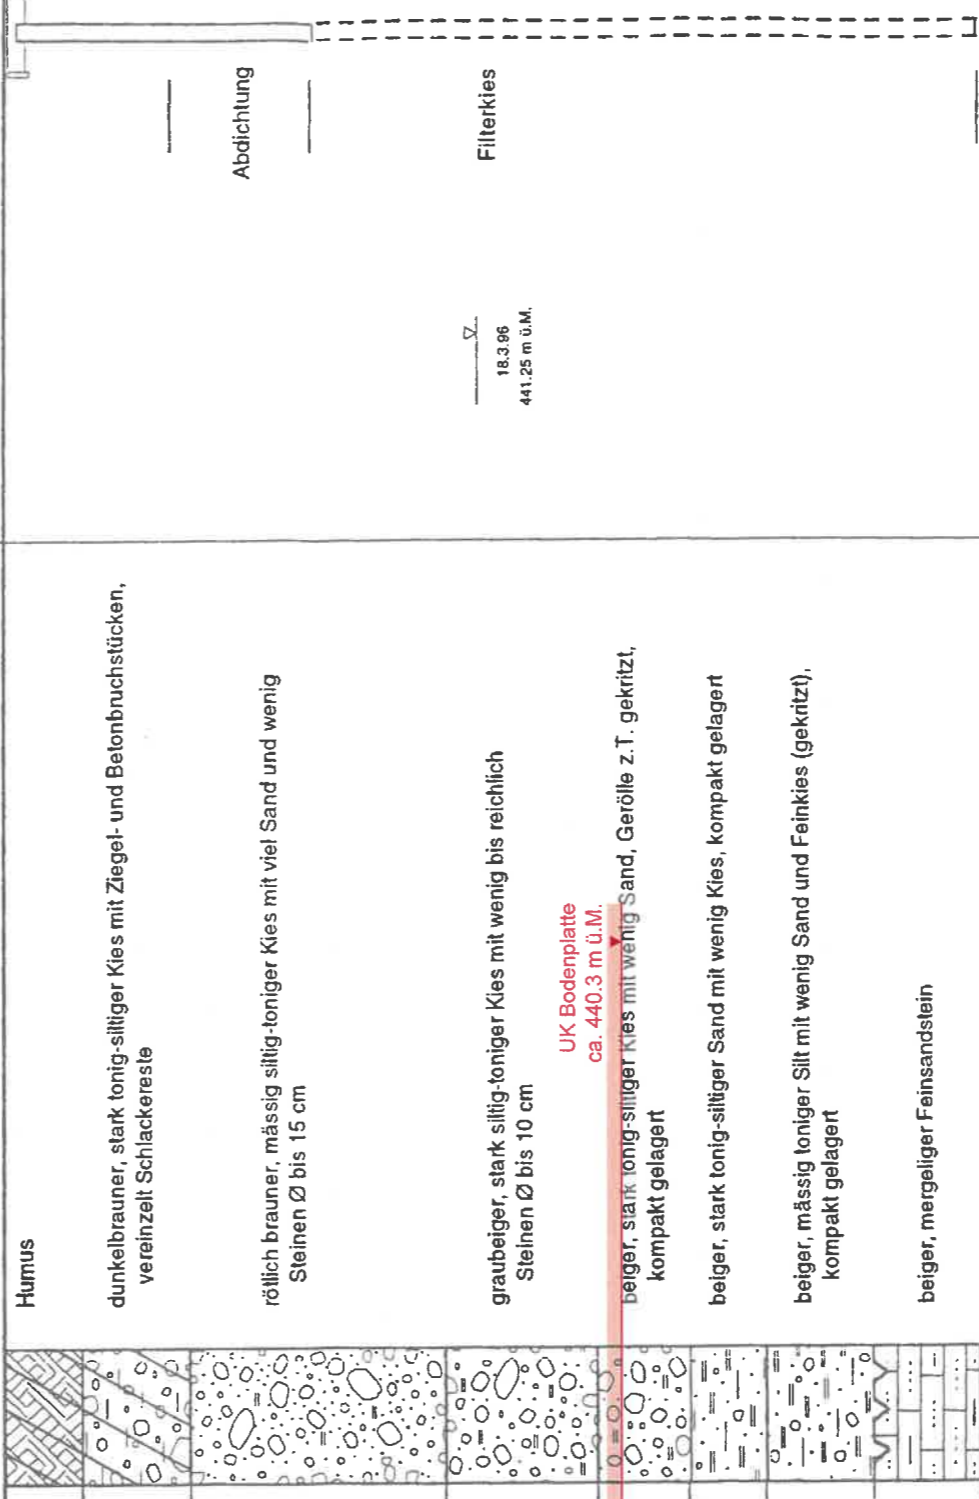 Humus
dunkelbrauner, stark tonig-siltiger Kies mit Ziegel- und Betonbruchstücken,
vereinzelt Schlackereste
rötlich brauner, mässig siltig-toniger Kies mit viel Sand und wenig
Steinen Ø bis 15 cm
graubeiger, stark siltig-toniger Kies mit wenig bis reichlich
Steinen Ø bis 10 cm
UK Bodenplatte
ca. 440.3 m ü.M.
beiger, stark tonig-siltiger Kies mit wenig Sand, Gerölle z.T. gekritzt,
kompakt gelagert
beiger, stark tonig-siltiger Sand mit wenig Kies, kompakt gelagert
beiger, mässig toniger Silt mit wenig Sand und Feinkies (gekritzt),
kompakt gelagert
beiger, mergeliger Feinsandstein
Abdichtung
18.3.96
441.25 m ü.M.
Filterkies